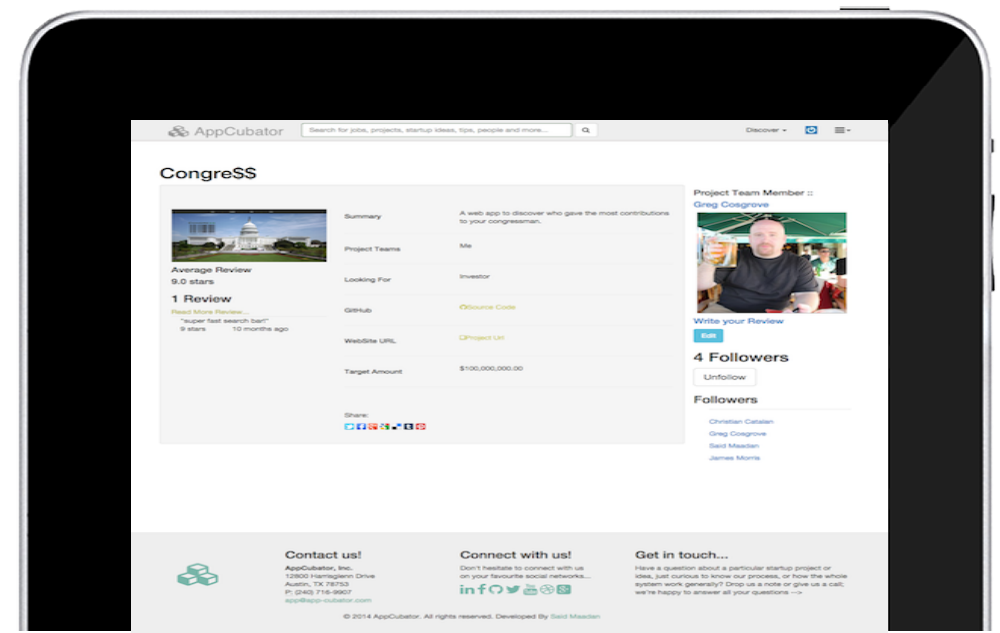 AppCubator
Search for jobs, projects, startup ideas, tips, people and more...
Discover
CongreSS
Average Review
9.0 stars
1 Review
Read More Review...
"super fast search bar!"
9 stars 10 months ago
Summary
A web app to discover who gave the most contributions
to your congressman.
Project Teams
Me
Looking For
Investor
GitHub
Source Code
WebSite URL
Project Url
Target Amount
$100,000,000.00
Share:
Project Team Member ::
Greg Cosgrove
Write your Review
Edit
4 Followers
Unfollow
Followers
Christian Catalan
Greg Cosgrove
Said Maadan
James Morris
Contact us!
AppCubator, Inc.
12800 Harrisglenn Drive
Austin, TX 78753
P: (240) 716-9907
app@app-cubator.com
Connect with us!
Don't hesitate to connect with us
on your favourite social networks...
Get in touch...
Have a question about a particular startup project or
idea, just curious to know our process, or how the whole
system work generally? Drop us a note or give us a call;
we're happy to answer all your questions -->
© 2014 AppCubator. All rights reserved. Developed By Said Maadan